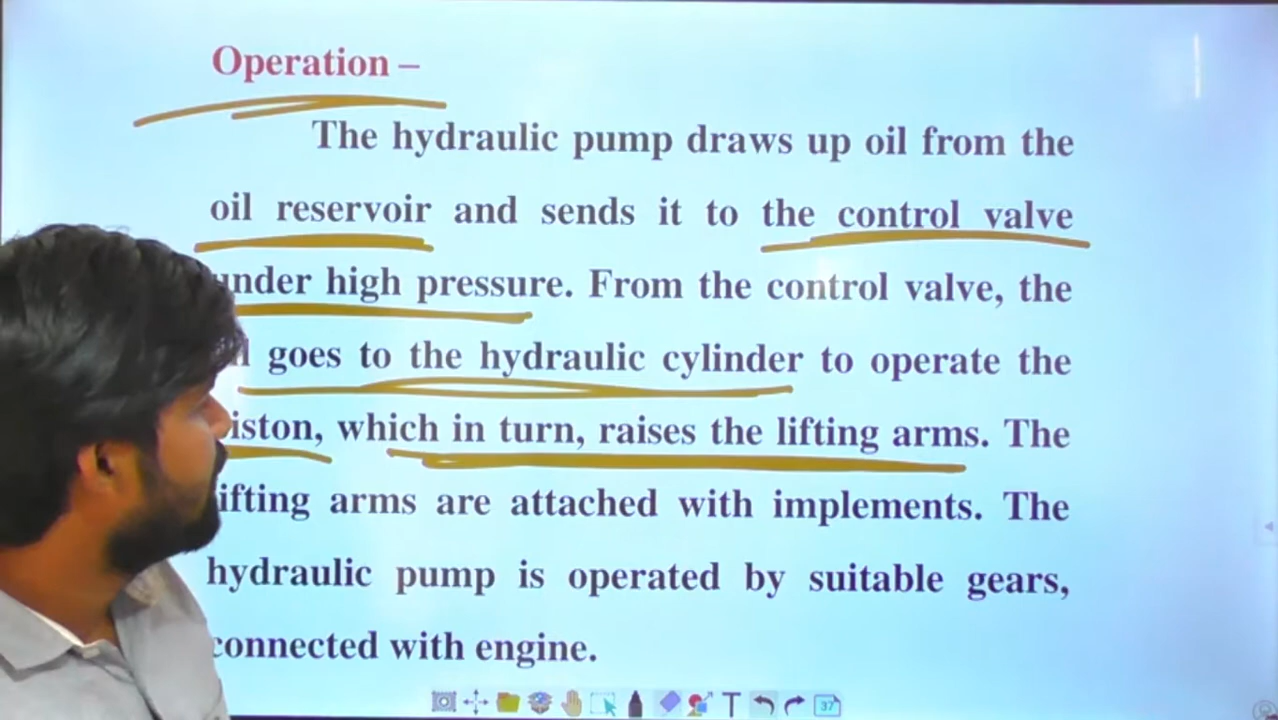 Operation –
The hydraulic pump draws up oil from the
oil reservoir and sends it to the control valve
under high pressure. From the control valve, the
goes to the hydraulic cylinder to operate the
piston, which in turn, raises the lifting arms. The
lifting arms are attached with implements. The
hydraulic pump is operated by suitable gears,
connected with engine.
T 37